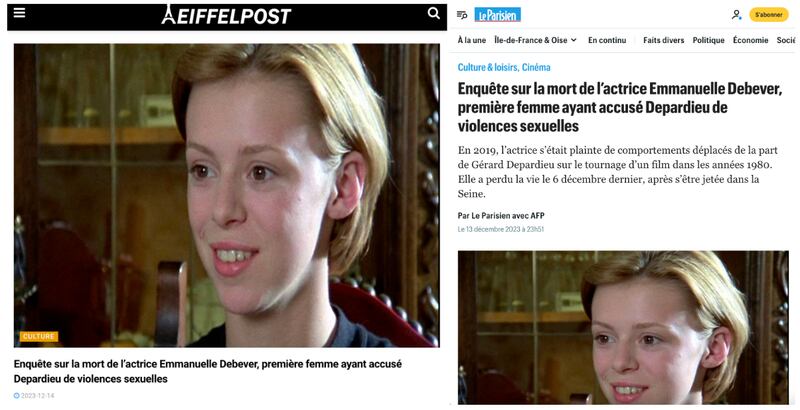 EIFFELPOST
CULTURE
Enquête sur la mort de l'actrice Emmanuelle Debever, première femme ayant accusé
Depardieu de violences sexuelles
2023-12-14
Le Parisien
S'abonner
À la une Île-de-France & Oise En continu Faits divers Politique Économie Socié
Culture & loisirs, Cinéma
Enquête sur la mort de l'actrice Emmanuelle Debever,
première femme ayant accusé Depardieu de
violences sexuelles
En 2019, l'actrice s'était plainte de comportements déplacés de la part
de Gérard Depardieu sur le tournage d'un film dans les années 1980.
Elle a perdu la vie le 6 décembre dernier, après s'être jetée dans la
Seine.
Par Le Parisien avec AFP
Le 13 décembre 2023 à 23h51